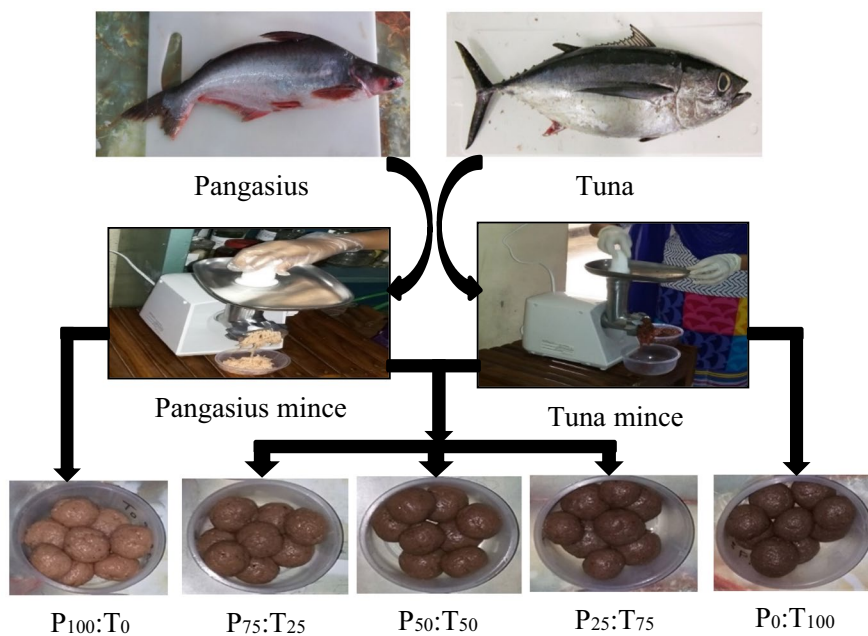 Pangasius
Tuna
Pangasius mince
Tuna mince
P₁₀₀:T₀
P₇₅:T₂₅
P₅₀:T₅₀
P₂₅:T₇₅
P₀:T₁₀₀